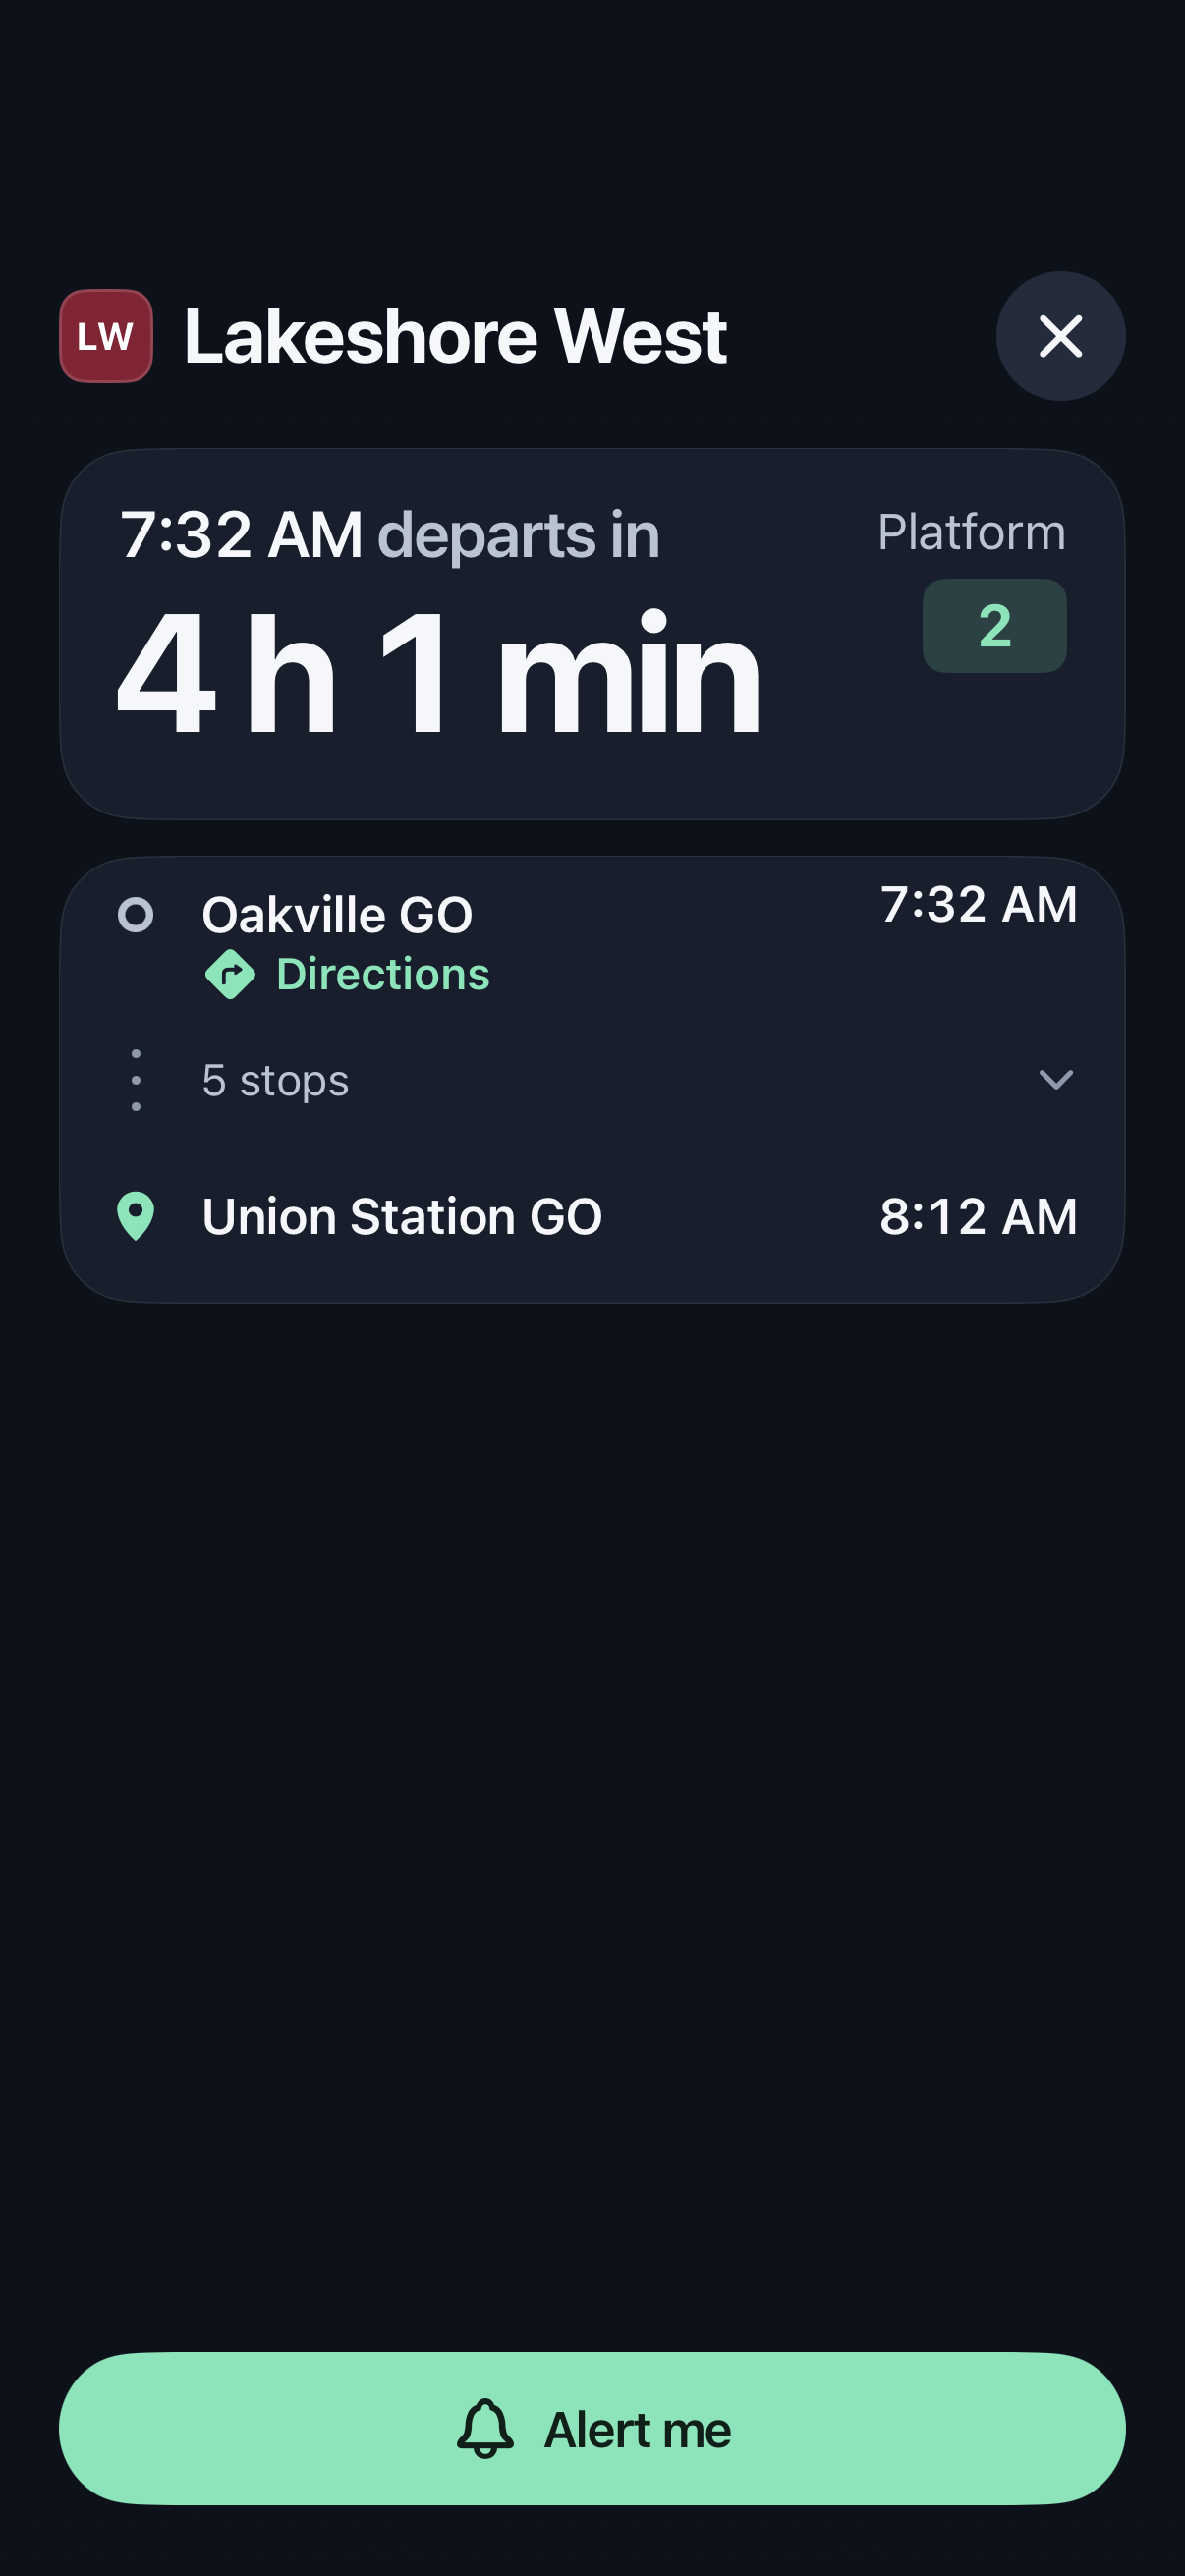 LW Lakeshore West
7:32 AM departs in
Platform
4 h 1 min
2
Oakville GO
7:32 AM
Directions
5 stops
Union Station GO
8:12 AM
Alert me